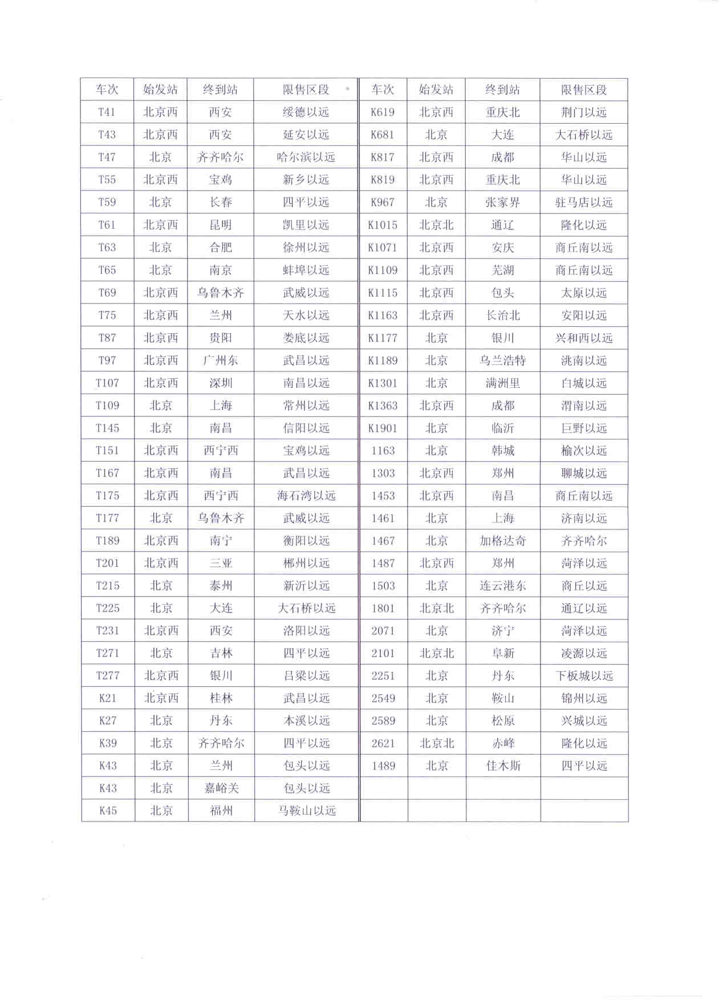 车次 始发站 终到站 限售区段 车次 始发站 终到站 限售区段
T41 北京西 西安 绥德以远 K619 北京西 重庆北 荆门以远
T43 北京西 西安 延安以远 K681 北京 大连 大石桥以远
T47 北京 齐齐哈尔 哈尔滨以远 K817 北京西 成都 华山以远
T55 北京西 宝鸡 新乡以远 K819 北京西 重庆北 华山以远
T59 北京 长春 四平以远 K967 北京 张家界 驻马店以远
T61 北京西 昆明 凯里以远 K1015 北京北 通辽 隆化以远
T63 北京 合肥 徐州以远 K1071 北京西 安庆 商丘南以远
T65 北京 南京 蚌埠以远 K1109 北京西 芜湖 商丘南以远
T69 北京西 乌鲁木齐 武威以远 K1115 北京西 包头 太原以远
T75 北京西 兰州 天水以远 K1163 北京西 长治北 安阳以远
T87 北京西 贵阳 娄底以远 K1177 北京 银川 兴和西以远
T97 北京西 广州东 武昌以远 K1189 北京 乌兰浩特 洮南以远
T107 北京西 深圳 南昌以远 K1301 北京 满洲里 白城以远
T109 北京 上海 常州以远 K1363 北京西 成都 渭南以远
T145 北京 南昌 信阳以远 K1901 北京 临沂 巨野以远
T151 北京西 西宁西 宝鸡以远 1163 北京 韩城 榆次以远
T167 北京西 南昌 武昌以远 1303 北京西 郑州 聊城以远
T175 北京西 西宁西 海石湾以远 1453 北京西 南昌 商丘南以远
T177 北京 乌鲁木齐 武威以远 1461 北京 上海 济南以远
T189 北京西 南宁 衡阳以远 1467 北京 加格达奇 齐齐哈尔
T201 北京西 三亚 郴州以远 1487 北京西 郑州 菏泽以远
T215 北京 泰州 新沂以远 1503 北京 连云港东 商丘以远
T225 北京 大连 大石桥以远 1801 北京北 齐齐哈尔 通辽以远
T231 北京西 西安 洛阳以远 2071 北京 济宁 菏泽以远
T271 北京 吉林 四平以远 2101 北京北 阜新 凌源以远
T277 北京西 银川 吕梁以远 2251 北京 丹东 下板城以远
K21 北京西 桂林 武昌以远 2549 北京 鞍山 锦州以远
K27 北京 丹东 本溪以远 2589 北京 松原 兴城以远
K39 北京 齐齐哈尔 四平以远 2621 北京北 赤峰 隆化以远
K43 北京 兰州 包头以远 1489 北京 佳木斯 四平以远
K43 北京 嘉峪关 包头以远
K45 北京 福州 马鞍山以远